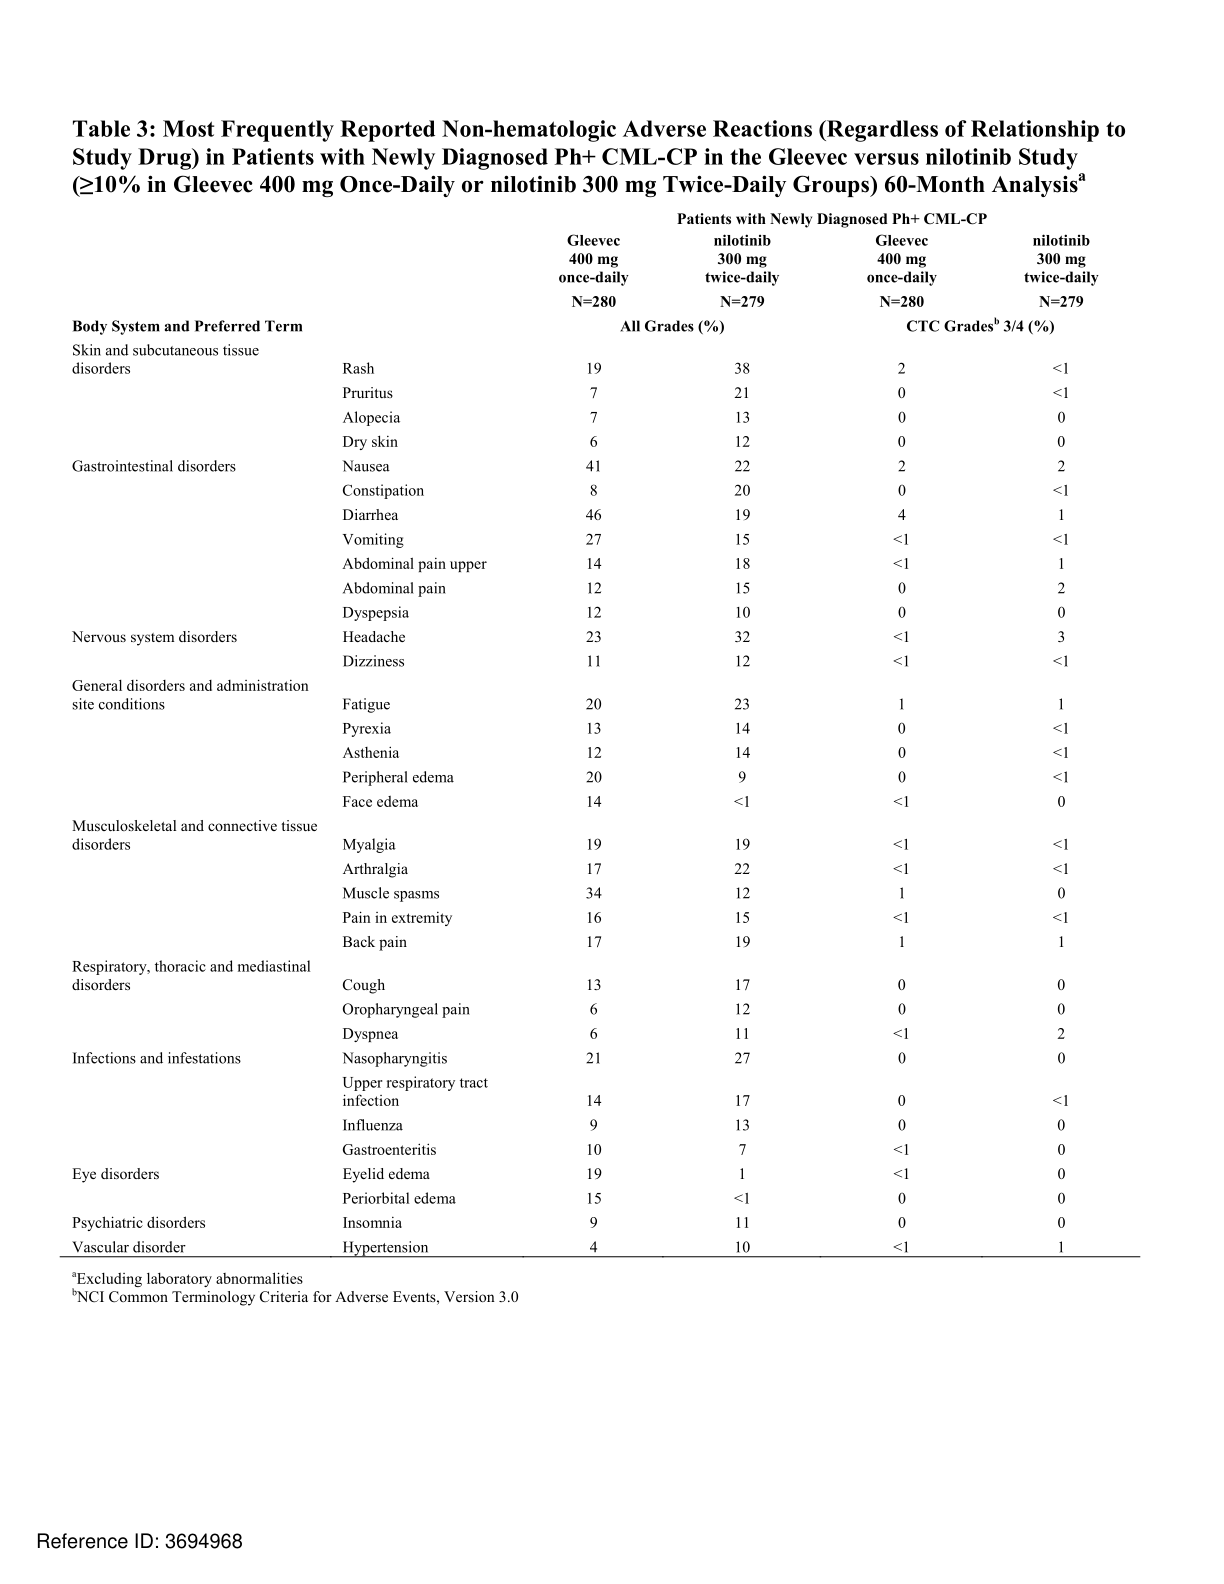 Table 3: Most Frequently Reported Non-hematologic Adverse Reactions (Regardless of Relationship to
Study Drug) in Patients with Newly Diagnosed Ph+ CML-CP in the Gleevec versus nilotinib Study
(≥10% in Gleevec 400 mg Once-Daily or nilotinib 300 mg Twice-Daily Groups) 60-Month Analysisᵃ
Patients with Newly Diagnosed Ph+ CML-CP
Gleevec nilotinib Gleevec nilotinib
400 mg 300 mg 400 mg 300 mg
once-daily twice-daily once-daily twice-daily
N=280 N=279 N=280 N=279
Body System and Preferred Term All Grades (%) CTC Gradesᵇ 3/4 (%)
Skin and subcutaneous tissue
disorders Rash 19 38 2 <1
Pruritus 7 21 0 <1
Alopecia 7 13 0 0
Dry skin 6 12 0 0
Gastrointestinal disorders Nausea 41 22 2 2
Constipation 8 20 0 <1
Diarrhea 46 19 4 1
Vomiting 27 15 <1 <1
Abdominal pain upper 14 18 <1 1
Abdominal pain 12 15 0 2
Dyspepsia 12 10 0 0
Nervous system disorders Headache 23 32 <1 3
Dizziness 11 12 <1 <1
General disorders and administration
site conditions Fatigue 20 23 1 1
Pyrexia 13 14 0 <1
Asthenia 12 14 0 <1
Peripheral edema 20 9 0 <1
Face edema 14 <1 <1 0
Musculoskeletal and connective tissue
disorders Myalgia 19 19 <1 <1
Arthralgia 17 22 <1 <1
Muscle spasms 34 12 1 0
Pain in extremity 16 15 <1 <1
Back pain 17 19 1 1
Respiratory, thoracic and mediastinal
disorders Cough 13 17 0 0
Oropharyngeal pain 6 12 0 0
Dyspnea 6 11 <1 2
Infections and infestations Nasopharyngitis 21 27 0 0
Upper respiratory tract
infection 14 17 0 <1
Influenza 9 13 0 0
Gastroenteritis 10 7 <1 0
Eye disorders Eyelid edema 19 1 <1 0
Periorbital edema 15 <1 0 0
Psychiatric disorders Insomnia 9 11 0 0
Vascular disorder Hypertension 4 10 <1 1
ᵃExcluding laboratory abnormalities
ᵇNCI Common Terminology Criteria for Adverse Events, Version 3.0
Reference ID: 3694968